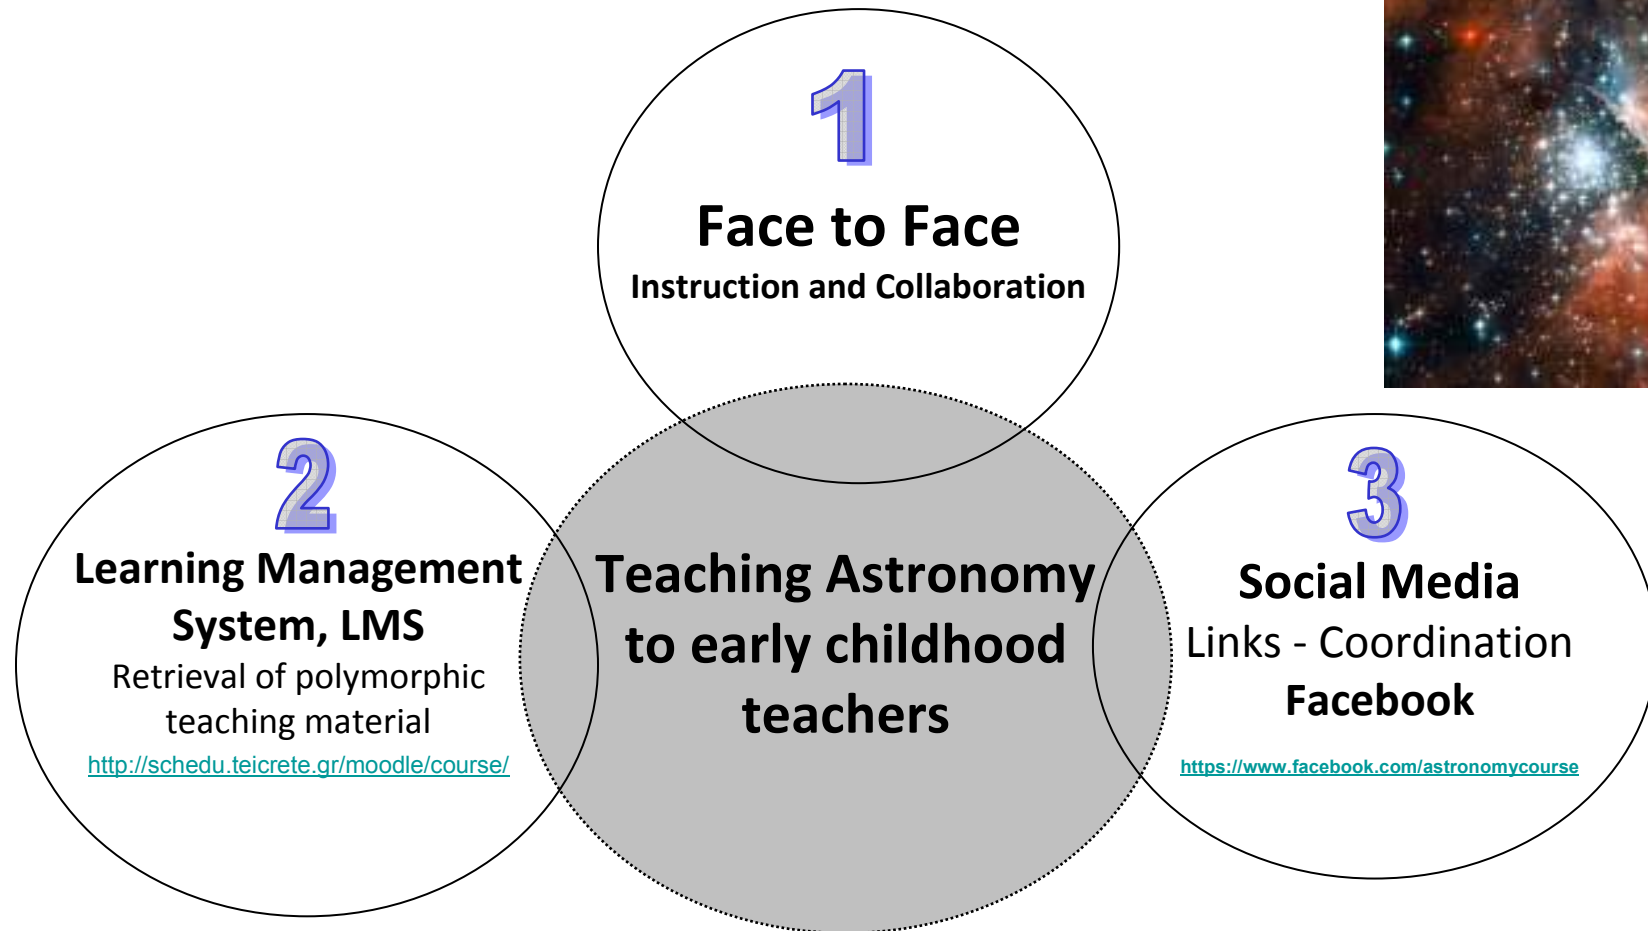 1
Face to Face
Instruction and Collaboration
2
Learning Management
System, LMS
Retrieval of polymorphic
teaching material
http://schedu.teicrete.gr/moodle/course/
Teaching Astronomy
to early childhood
teachers
3
Social Media
Links - Coordination
Facebook
https://www.facebook.com/astronomycourse